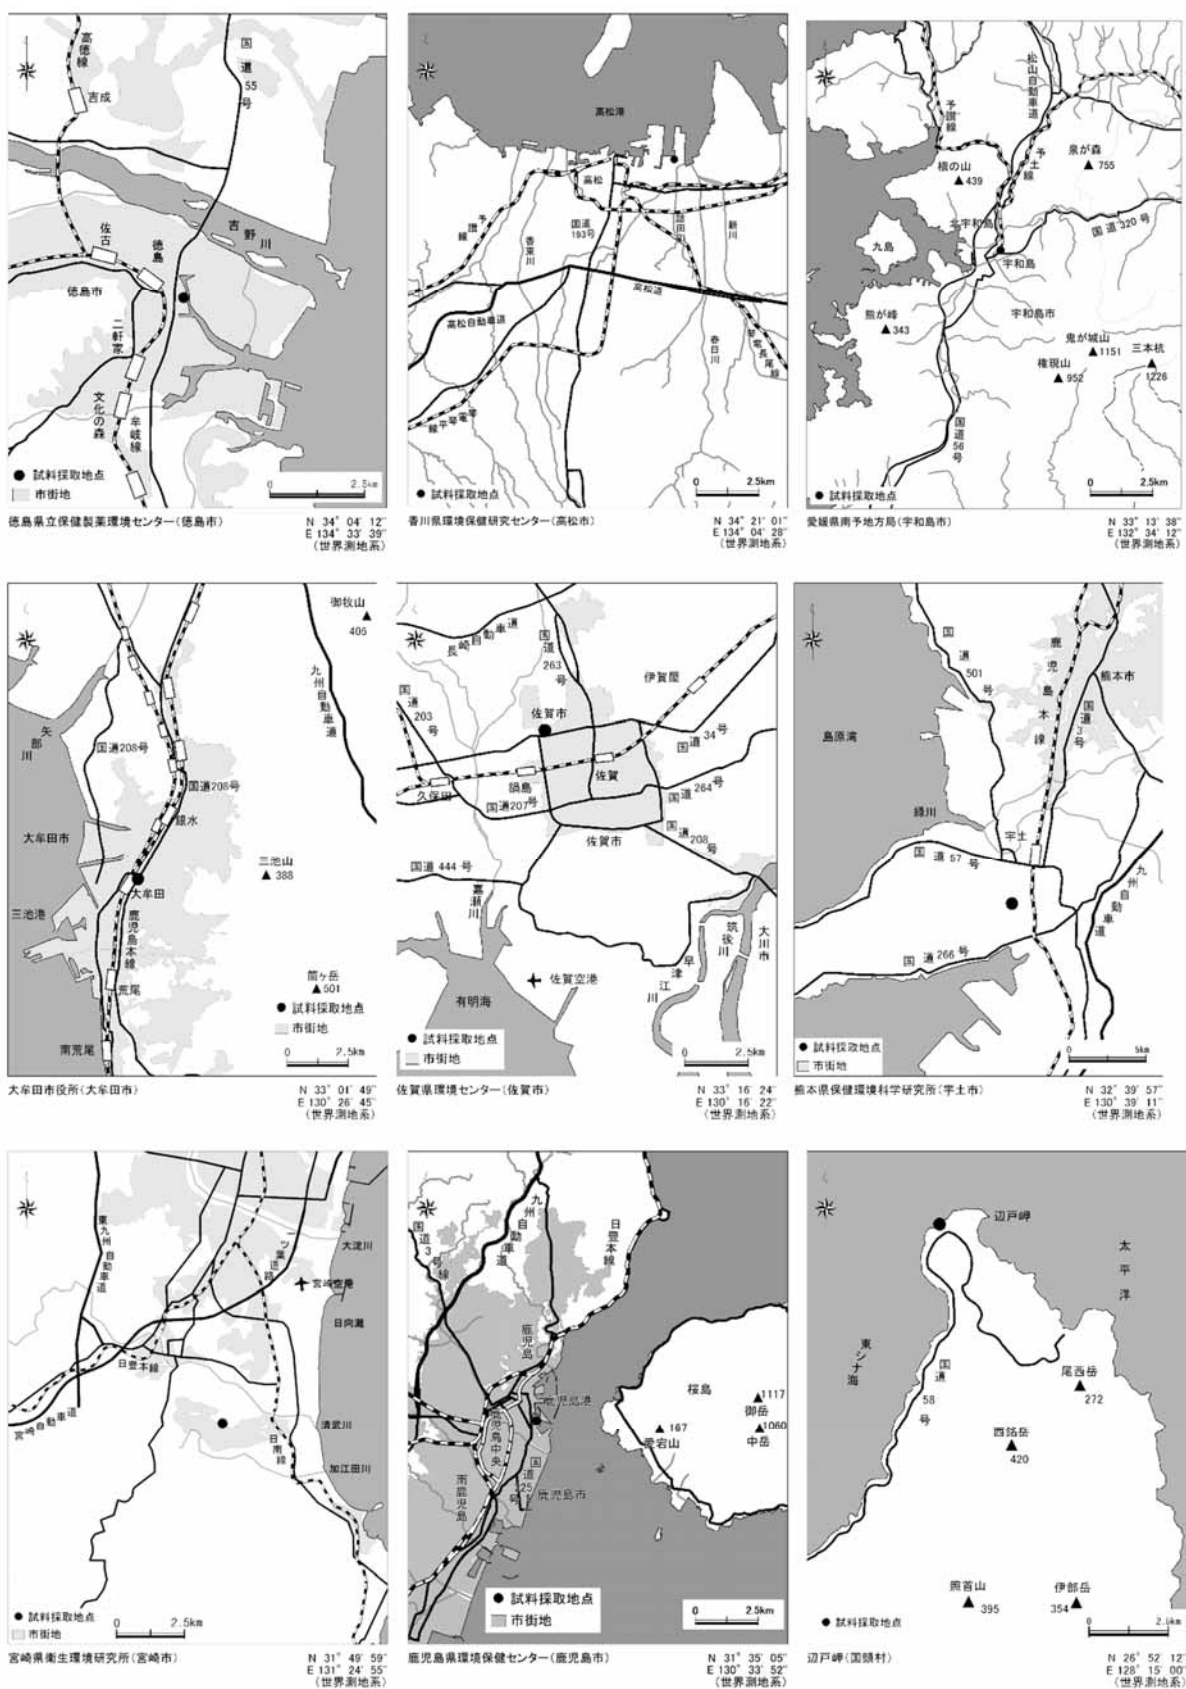 高徳線
吉成
国道55号
吉野川
佐古
徳島
徳島市
二軒家
文化の森
牟岐線
試料採取地点
市街地
0 2.5km
徳島県立保健製薬環境センター(徳島市)
N 34° 04′ 12″
E 134° 33′ 39″
(世界測地系)
高松港
高松
予讃線
香東川
国道193号
詰田川
新川
高松道
高松自動車道
春日川
琴電長尾線
琴電琴平線
試料採取地点
0 2.5km
香川県環境保健研究センター(高松市)
N 34° 21′ 01″
E 134° 04′ 28″
(世界測地系)
松山自動車道
予讃線
予土線
泉が森
755
槇の山
439
北宇和島
国道320号
九島
宇和島
宇和島市
熊が峰
343
鬼が城山
1151
三本杭
1226
権現山
952
国道56号
試料採取地点
0 2.5km
愛媛県南予地方局(宇和島市)
N 33° 13′ 38″
E 132° 34′ 12″
(世界測地系)
御牧山
405
九州自動車道
矢部川
国道208号
国道208号
銀水
大牟田市
三池山
388
大牟田
三池港
鹿児島本線
筒ヶ岳
501
荒尾
南荒尾
試料採取地点
市街地
0 2.5km
大牟田市役所(大牟田市)
N 33° 01′ 49″
E 130° 26′ 45″
(世界測地系)
長崎自動車道
国道263号
伊賀屋
国道203号
佐賀市
国道34号
久保田
鍋島
佐賀
国道207号
国道264号
佐賀市
国道208号
国道444号
嘉瀬川
筑後川
大川市
早津江川
佐賀空港
有明海
試料採取地点
市街地
0 2.5km
佐賀県環境センター(佐賀市)
N 33° 16′ 24″
E 130° 16′ 22″
(世界測地系)
国道501号
鹿児島本線
熊本市
国道3号
島原湾
緑川
宇土
国道57号
九州自動車道
国道266号
試料採取地点
市街地
0 5km
熊本県保健環境科学研究所(宇土市)
N 32° 39′ 57″
E 130° 39′ 11″
(世界測地系)
東九州自動車道
一ツ葉道路
大淀川
宮崎空港
日向灘
日豊本線
宮崎自動車道
清武川
日南線
加江田川
試料採取地点
市街地
0 2.5km
宮崎県衛生環境研究所(宮崎市)
N 31° 49′ 59″
E 131° 24′ 55″
(世界測地系)
国道3号線
九州自動車道
日豊本線
鹿児島
桜島
1117
御岳
1060
中岳
167
愛宕山
鹿児島港
鹿児島中央
南鹿児島
国道225号
鹿児島市
試料採取地点
市街地
0 2.5km
鹿児島県環境保健センター(鹿児島市)
N 31° 35′ 05″
E 130° 33′ 52″
(世界測地系)
辺戸岬
太平洋
東シナ海
国道58号
尾西岳
272
西銘岳
420
照首山
395
伊部岳
354
試料採取地点
0 2.5km
辺戸岬(国頭村)
N 26° 52′ 12″
E 128° 15′ 00″
(世界測地系)